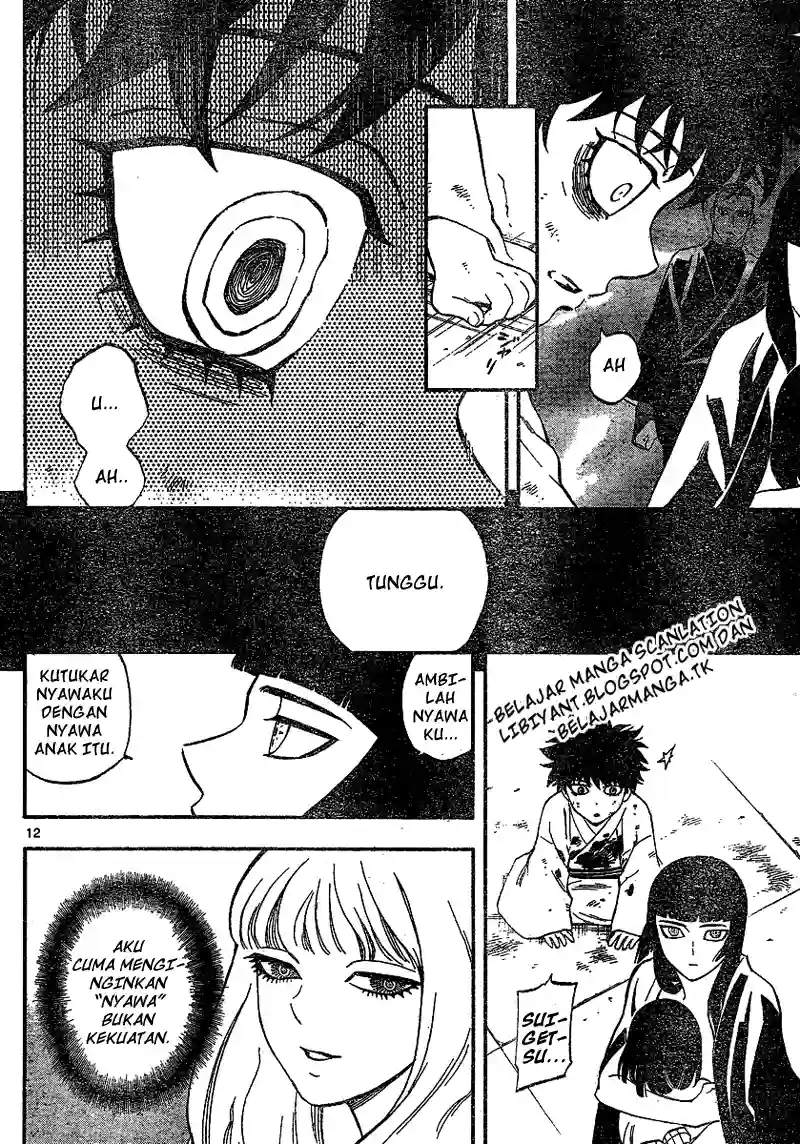 AH
U...
AH..
TUNGGU.
-BELAJAR MANGA SCANLATION
LIBIYANT.BLOGSPOT.COM DAN
BELAJARMANGA.TK
SUI-
GET-
SU...
AMBI-
LAH
NYAWA
KU...
KUTUKAR
NYAWAKU
DENGAN
NYAWA
ANAK ITU.
12
AKU
CUMA MENGI-
NGINKAN
“NYAWA”
BUKAN
KEKUATAN.